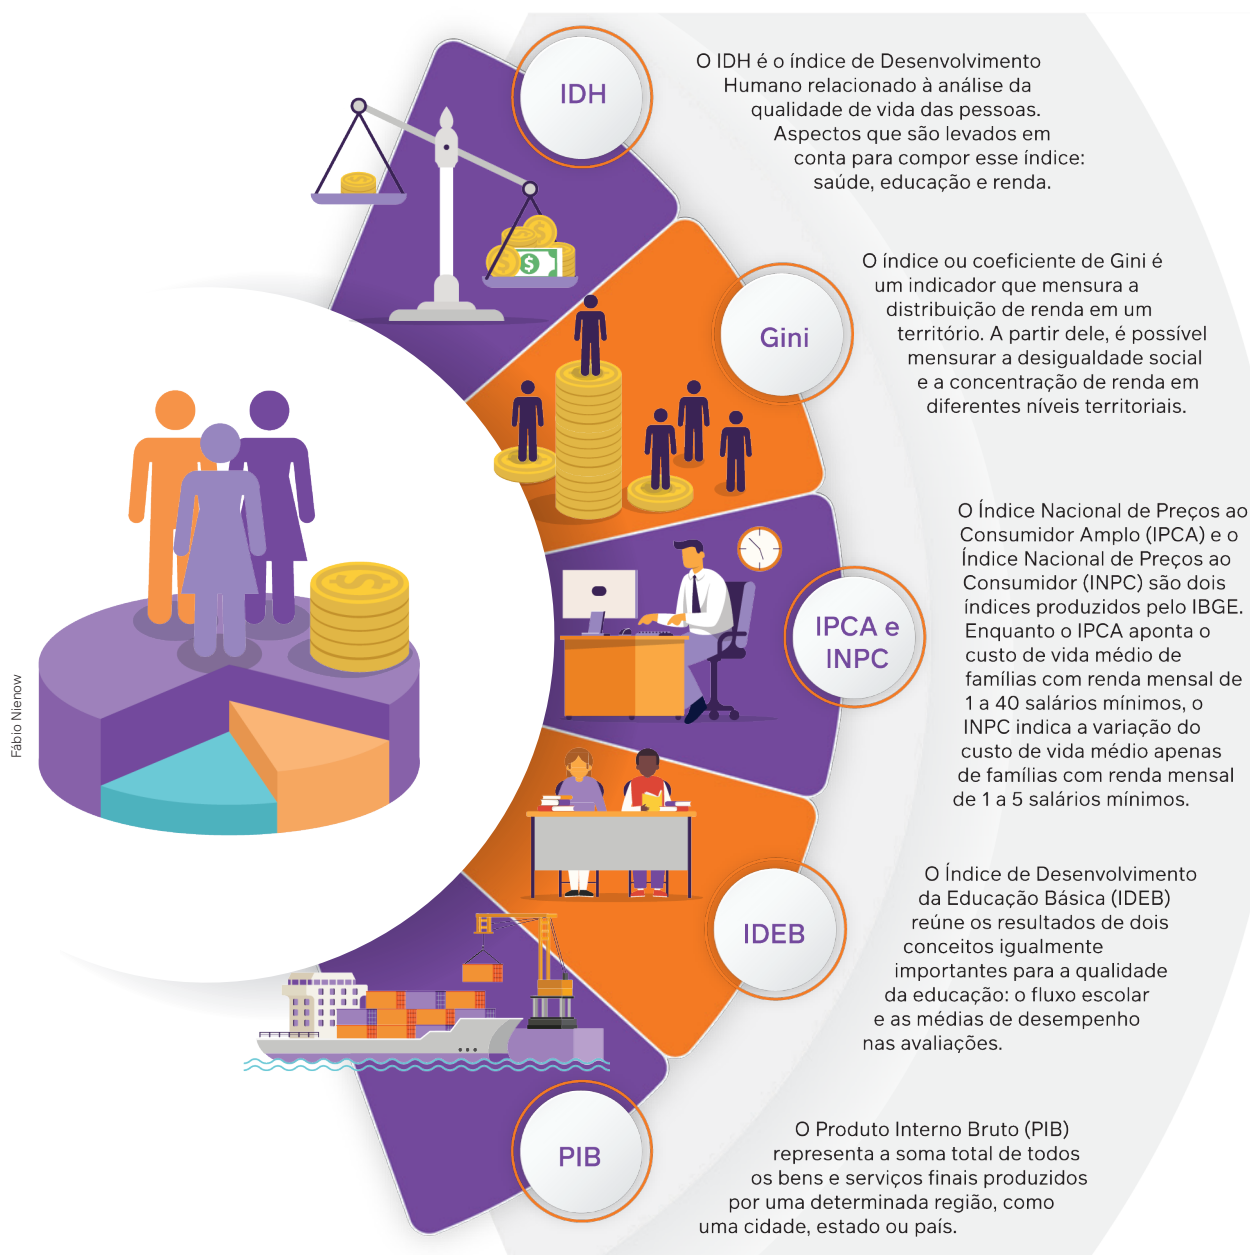 IDH
O IDH é o índice de Desenvolvimento
Humano relacionado à análise da
qualidade de vida das pessoas.
Aspectos que são levados em
conta para compor esse índice:
saúde, educação e renda.
Gini
O índice ou coeficiente de Gini é
um indicador que mensura a
distribuição de renda em um
território. A partir dele, é possível
mensurar a desigualdade social
e a concentração de renda em
diferentes níveis territoriais.
IPCA e
INPC
O Índice Nacional de Preços ao
Consumidor Amplo (IPCA) e o
Índice Nacional de Preços ao
Consumidor (INPC) são dois
índices produzidos pelo IBGE.
Enquanto o IPCA aponta o
custo de vida médio de
famílias com renda mensal de
1 a 40 salários mínimos, o
INPC indica a variação do
custo de vida médio apenas
de famílias com renda mensal
de 1 a 5 salários mínimos.
IDEB
O Índice de Desenvolvimento
da Educação Básica (IDEB)
reúne os resultados de dois
conceitos igualmente
importantes para a qualidade
da educação: o fluxo escolar
e as médias de desempenho
nas avaliações.
PIB
O Produto Interno Bruto (PIB)
representa a soma total de todos
os bens e serviços finais produzidos
por uma determinada região, como
uma cidade, estado ou país.
Fábio Nienow